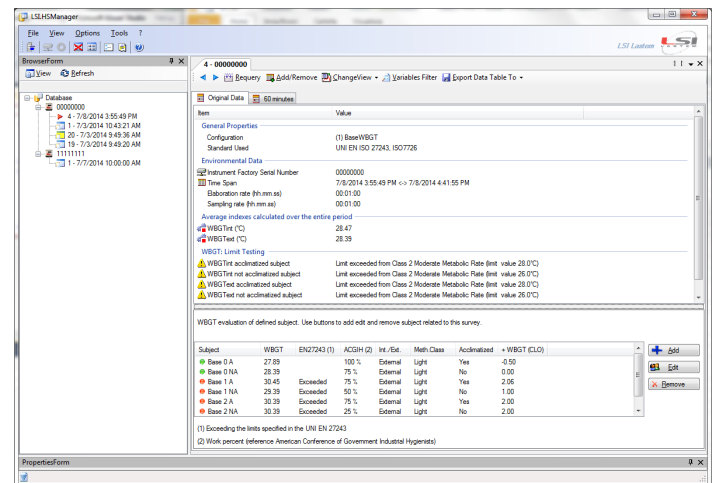 LSI.HSManager
File View Options Tools ?
LSI Lastem LSI
BrowserForm
View Refresh
Database
00000000
4 - 7/8/2014 3:55:49 PM
1 - 7/3/2014 10:43:21 AM
20 - 7/3/2014 9:49:36 AM
19 - 7/3/2014 9:49:20 AM
11111111
1 - 7/7/2014 10:00:00 AM
4 - 00000000
Requery Add/Remove ChangeView Variables Filter Export Data Table To
Original Data 60 minutes
Item Value
General Properties
Configuration (1) BaseWBGT
Standard Used UNI EN ISO 27243, ISO7726
Environmental Data
Instrument Factory Serial Number 00000000
Time Span 7/8/2014 3:55:49 PM <-> 7/8/2014 4:41:55 PM
Elaboration rate (hh.mm.ss) 00:01:00
Sampling rate (hh.mm.ss) 00:01:00
Average indexes calculated over the entire period
WBGTint (°C) 28.47
WBGText (°C) 28.39
WBGT: Limit Testing
WBGTint acclimatized subject Limit exceeded from Class 2 Moderate Metabolic Rate (limit value 28.0°C)
WBGTint not acclimatized subject Limit exceeded from Class 2 Moderate Metabolic Rate (limit value 26.0°C)
WBGText acclimatized subject Limit exceeded from Class 2 Moderate Metabolic Rate (limit value 28.0°C)
WBGText not acclimatized subject Limit exceeded from Class 2 Moderate Metabolic Rate (limit value 26.0°C)
WBGT evaluation of defined subject. Use buttons to add edit and remove subject related to this survey.
Subject WBGT EN27243 (1) ACGIH (2) Int./Ext. Meth.Class Acclimatized + WBGT (CLO)
Base 0 A 27.89 100 % External Light Yes -0.50
Base 0 NA 28.39 75 % External Light No 0.00
Base 1 A 30.45 Exceeded 75 % External Light Yes 2.06
Base 1 NA 29.39 Exceeded 50 % External Light No 1.00
Base 2 A 30.39 Exceeded 75 % External Light Yes 2.00
Base 2 NA 30.39 Exceeded 25 % External Light No 2.00
Add
Edit
Remove
(1) Exceeding the limits specified in the UNI EN 27243
(2) Work percent (reference American Conference of Government Industrial Hygienists)
PropertiesForm